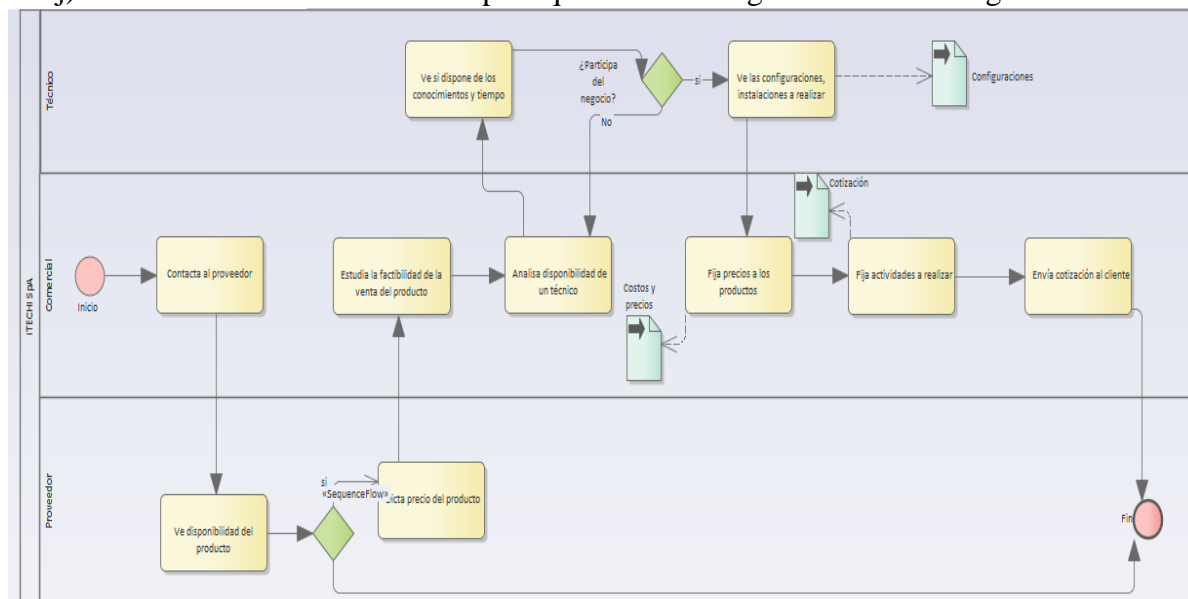 ITECHI SpA
Técnico
Ve si dispone de los
conocimientos y tiempo
¿Participa
del
negocio?
si
No
Ve las configuraciones,
instalaciones a realizar
Configuraciones
Comercial
Inicio
Contacta al proveedor
Estudia la factibilidad de la
venta del producto
Analisa disponibilidad de
un técnico
Costos y
precios
Fija precios a los
productos
Cotización
Fija actividades a realizar
Envía cotización al cliente
Proveedor
Ve disponibilidad del
producto
si
«SequenceFlow»
icta precio del producto
Fin